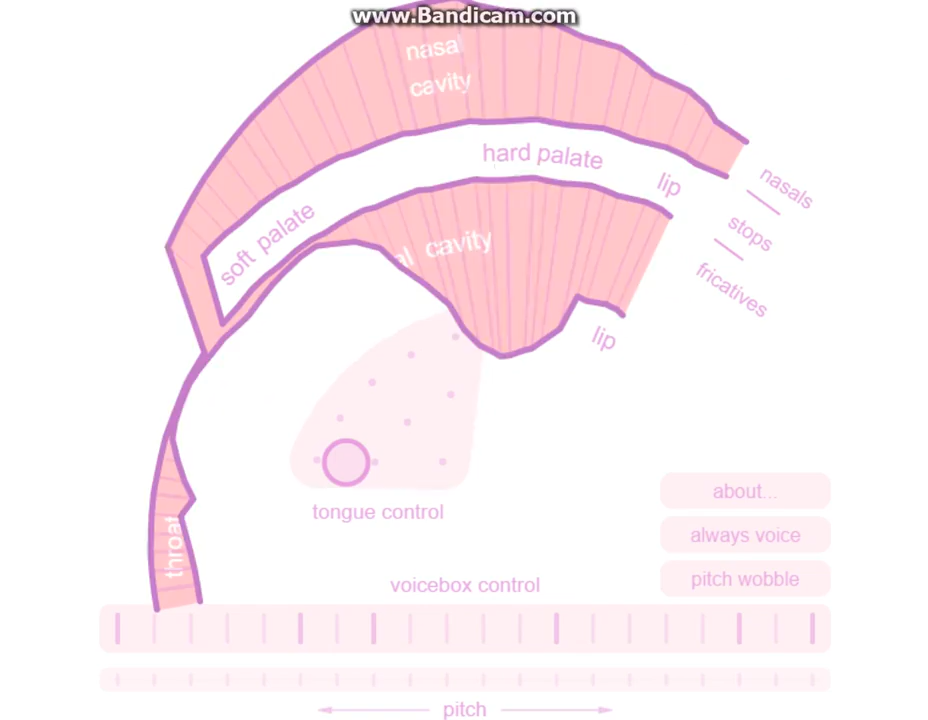 www.Bandicam.com
nasal
cavity
hard palate
lip
nasals
soft palate
stops
al cavity
fricatives
lip
tongue control
about...
throat
always voice
voicebox control
pitch wobble
pitch